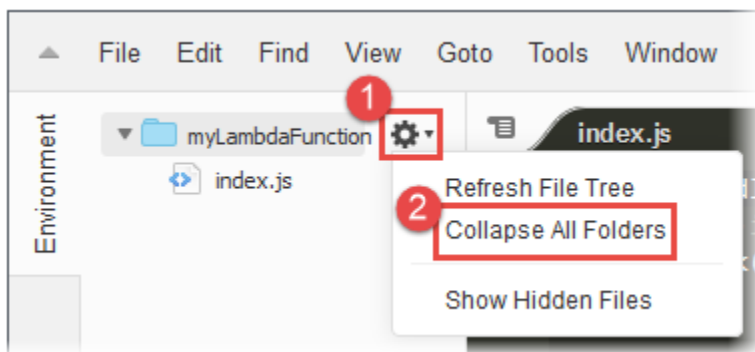 File Edit Find View Goto Tools Window
1
Environment
myLambdaFunction
index.js
index.js
Refresh File Tree
2
Collapse All Folders
Show Hidden Files